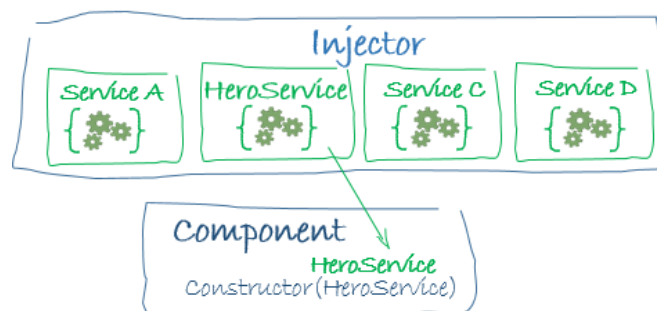 Injector
Service A
HeroService
Service C
Service D
Component
HeroService
Constructor(HeroService)